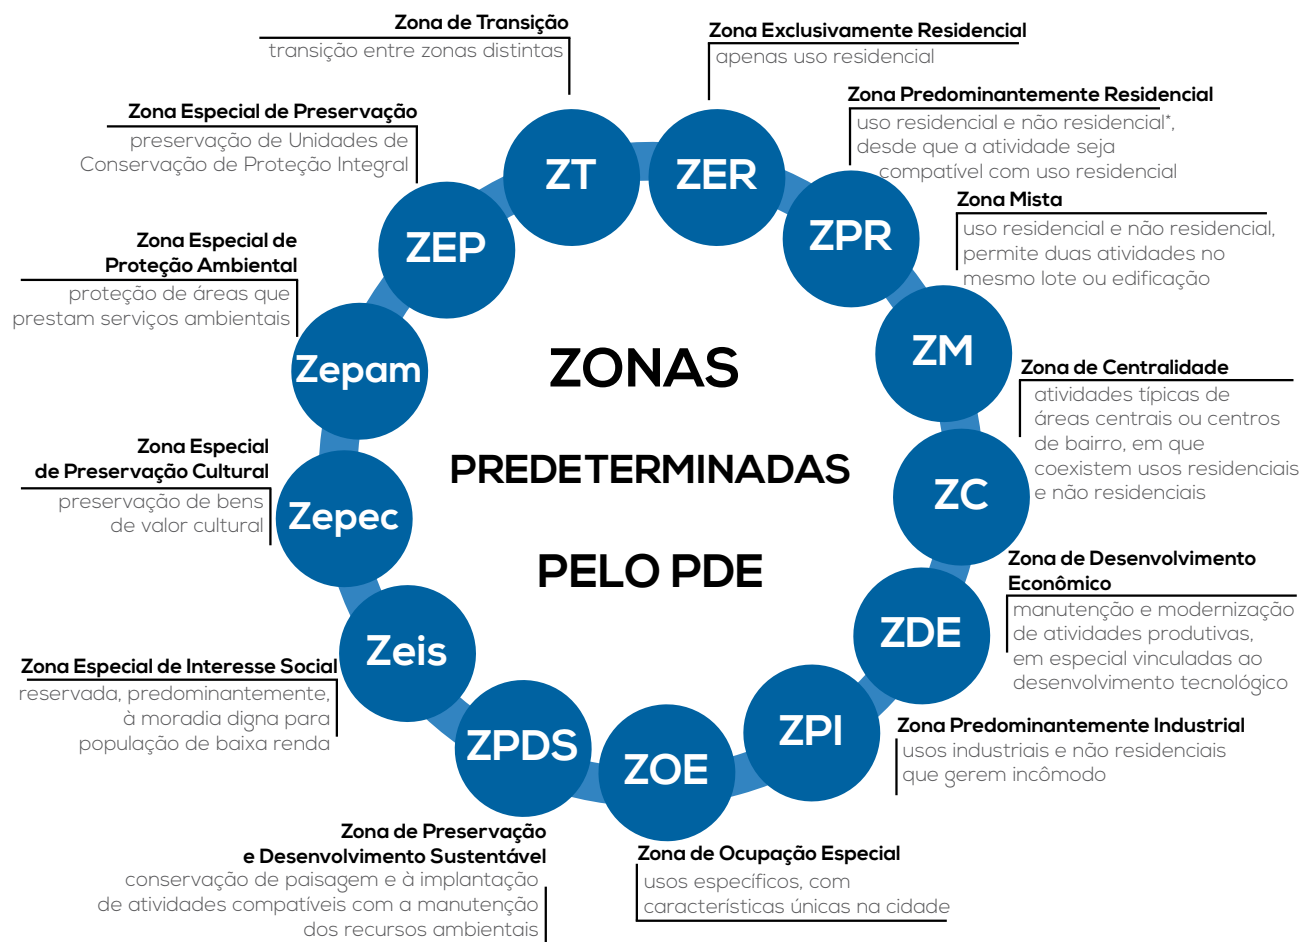 Zona de Transição
transição entre zonas distintas
Zona Exclusivamente Residencial
apenas uso residencial
Zona Especial de Preservação
preservação de Unidades de
Conservação de Proteção Integral
Zona Predominantemente Residencial
uso residencial e não residencial*,
desde que a atividade seja
compatível com uso residencial
ZT
ZER
ZEP
ZPR
Zona Mista
uso residencial e não residencial,
permite duas atividades no
mesmo lote ou edificação
Zona Especial de
Proteção Ambiental
proteção de áreas que
prestam serviços ambientais
Zepam
ZM
ZONAS
PREDETERMINADAS
PELO PDE
Zona de Centralidade
atividades típicas de
áreas centrais ou centros
de bairro, em que
coexistem usos residenciais
e não residenciais
Zona Especial
de Preservação Cultural
preservação de bens
de valor cultural
Zepec
ZC
Zona de Desenvolvimento
Econômico
manutenção e modernização
de atividades produtivas,
em especial vinculadas ao
desenvolvimento tecnológico
ZDE
Zeis
Zona Especial de Interesse Social
reservada, predominantemente,
à moradia digna para
população de baixa renda
ZPDS
ZOE
ZPI
Zona Predominantemente Industrial
usos industriais e não residenciais
que gerem incômodo
Zona de Preservação
e Desenvolvimento Sustentável
conservação de paisagem e à implantação
de atividades compatíveis com a manutenção
dos recursos ambientais
Zona de Ocupação Especial
usos específicos, com
características únicas na cidade